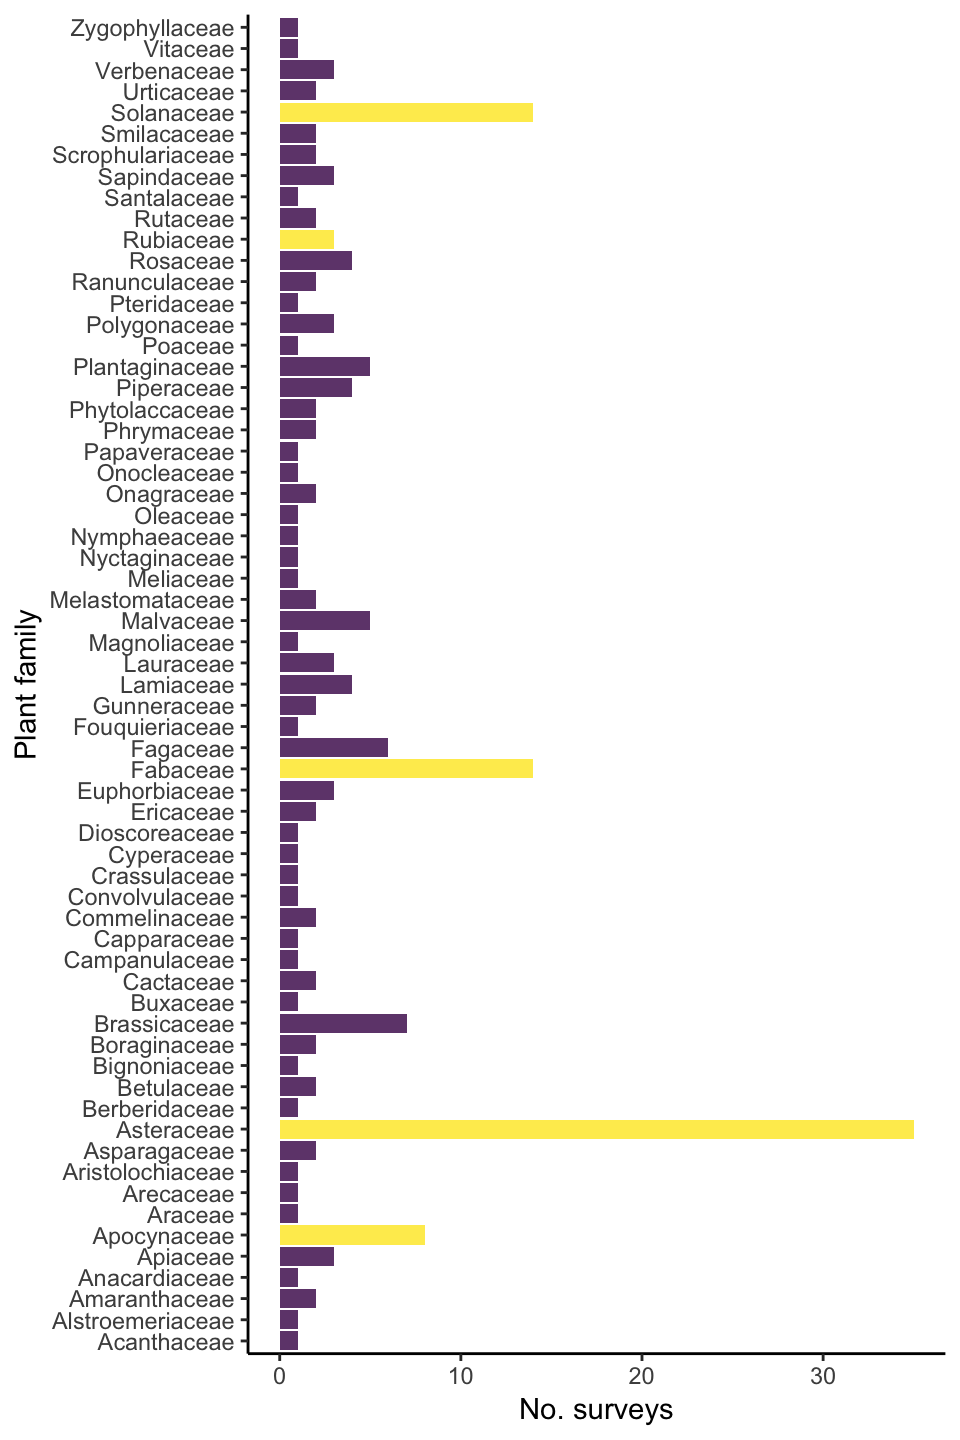 Zygophyllaceae
Vitaceae
Verbenaceae
Urticaceae
Solanaceae
Smilacaceae
Scrophulariaceae
Sapindaceae
Santalaceae
Rutaceae
Rubiaceae
Rosaceae
Ranunculaceae
Pteridaceae
Polygonaceae
Poaceae
Plantaginaceae
Piperaceae
Phytolaccaceae
Phrymaceae
Papaveraceae
Onocleaceae
Onagraceae
Oleaceae
Nymphaeaceae
Nyctaginaceae
Meliaceae
Melastomataceae
Malvaceae
Magnoliaceae
Lauraceae
Lamiaceae
Gunneraceae
Fouquieriaceae
Fagaceae
Fabaceae
Euphorbiaceae
Ericaceae
Dioscoreaceae
Cyperaceae
Crassulaceae
Convolvulaceae
Commelinaceae
Capparaceae
Campanulaceae
Cactaceae
Buxaceae
Brassicaceae
Boraginaceae
Bignoniaceae
Betulaceae
Berberidaceae
Asteraceae
Asparagaceae
Aristolochiaceae
Arecaceae
Araceae
Apocynaceae
Apiaceae
Anacardiaceae
Amaranthaceae
Alstroemeriaceae
Acanthaceae
Plant family
0 10 20 30
No. surveys